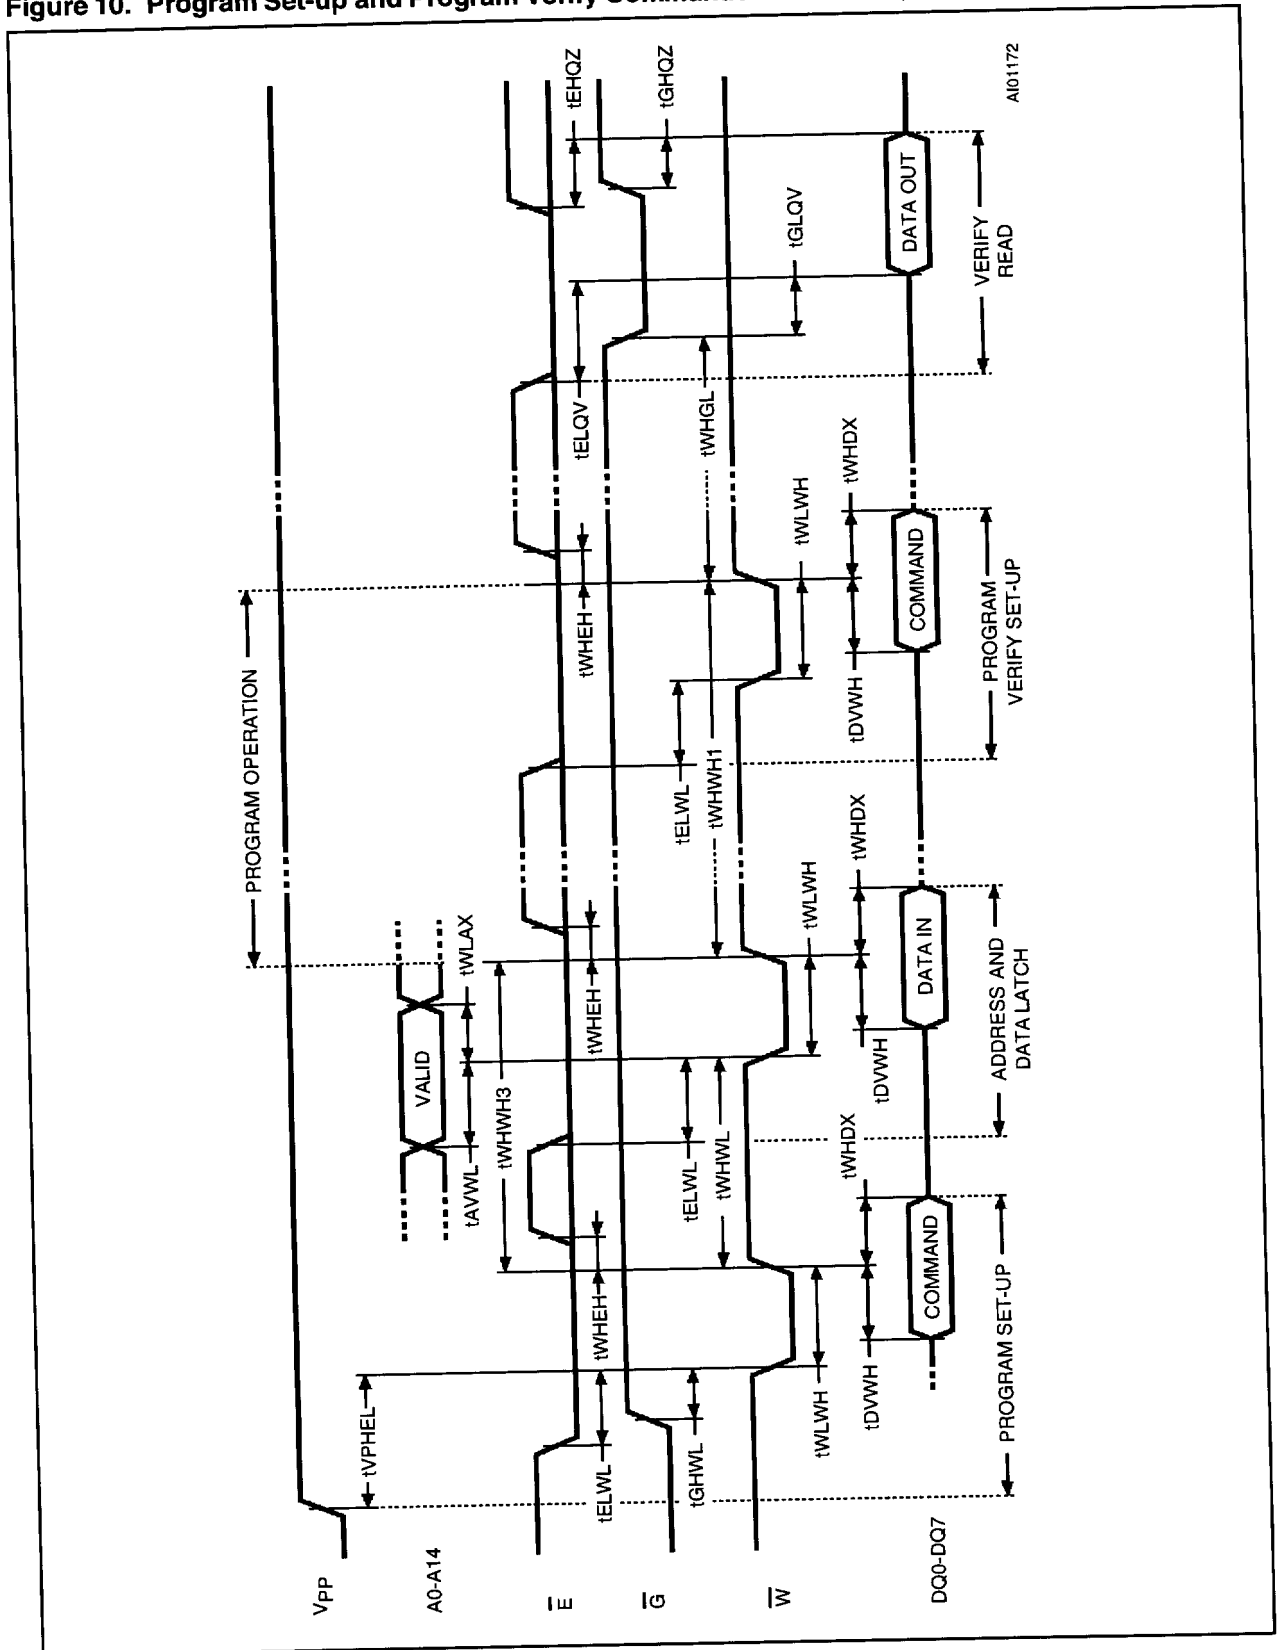 Figure 10. Program Set-up and Program Verify
VPP
A0-A14
E
G
W
DQ0-DQ7
tVPHEL
PROGRAM OPERATION
VALID
tAVWL
tWLAX
tWHWH3
tELWL
tWHEH
tWHEH
tWHEH
tELQV
tEHQZ
tGHWL
tELWL
tWHWL
tELWL
tWHWH1
tWHGL
tGHQZ
tWLWH
tWLWH
tWLWH
tGLQV
tDVWH
tWHDX
tDVWH
tWHDX
tDVWH
tWHDX
COMMAND
DATA IN
COMMAND
DATA OUT
PROGRAM SET-UP
ADDRESS AND
DATA LATCH
PROGRAM
VERIFY SET-UP
VERIFY
READ
AI01172